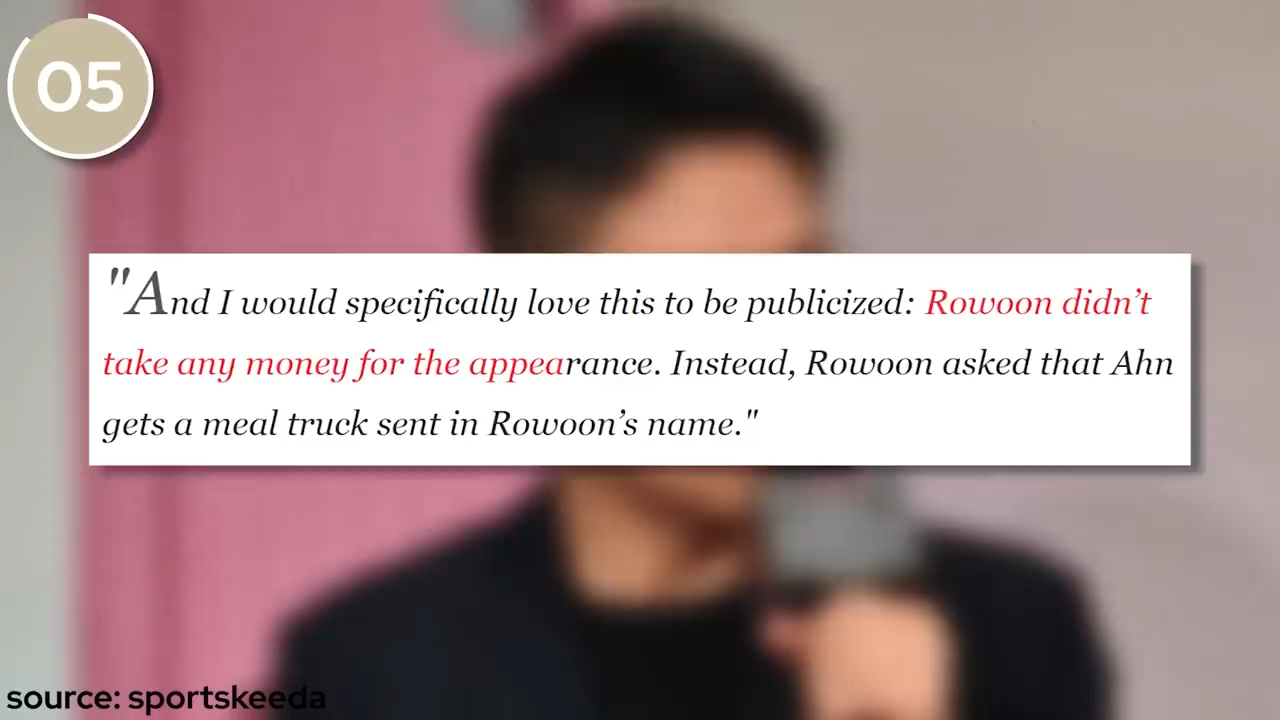 05
"And I would specifically love this to be publicized: Rowoon didn’t
take any money for the appearance. Instead, Rowoon asked that Ahn
gets a meal truck sent in Rowoon’s name."
source: sportskeeda